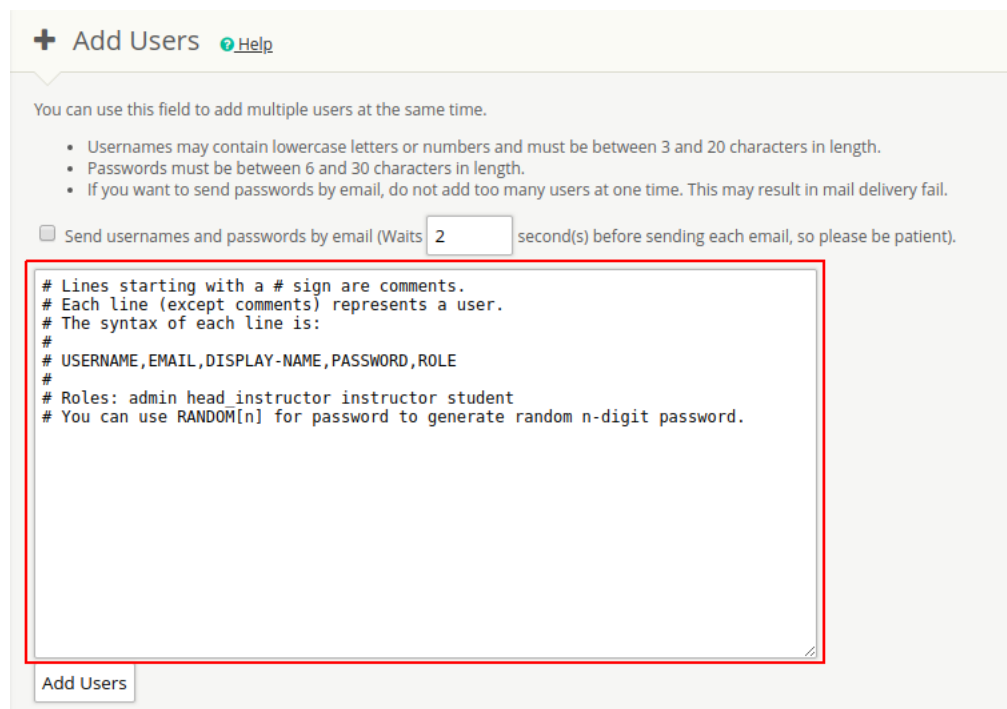 Add Users Help
You can use this field to add multiple users at the same time.
Usernames may contain lowercase letters or numbers and must be between 3 and 20 characters in length.
Passwords must be between 6 and 30 characters in length.
If you want to send passwords by email, do not add too many users at one time. This may result in mail delivery fail.
Send usernames and passwords by email (Waits 2 second(s) before sending each email, so please be patient).
# Lines starting with a # sign are comments.
# Each line (except comments) represents a user.
# The syntax of each line is:
#
# USERNAME,EMAIL,DISPLAY-NAME,PASSWORD,ROLE
#
# Roles: admin head_instructor instructor student
# You can use RANDOM[n] for password to generate random n-digit password.
Add Users